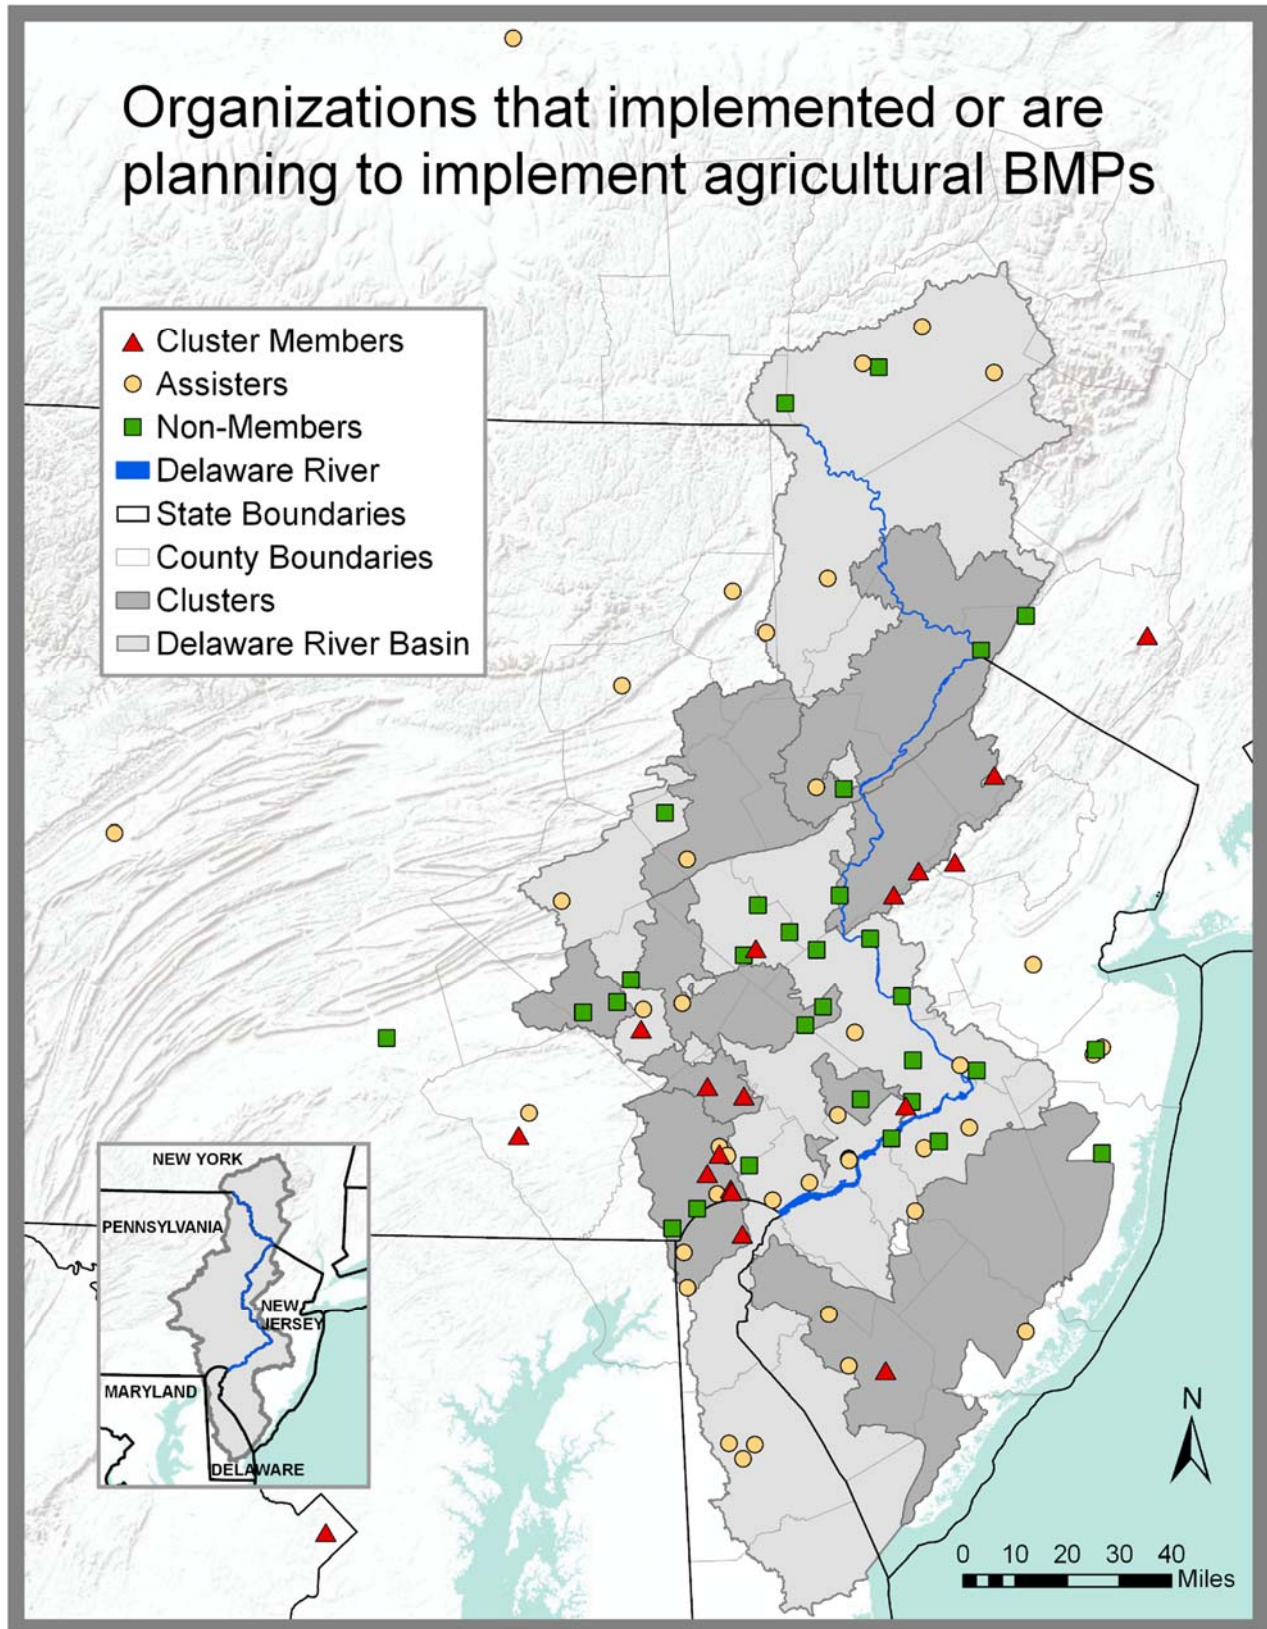 Organizations that implemented or are
planning to implement agricultural BMPs
Cluster Members
Assisters
Non-Members
Delaware River
State Boundaries
County Boundaries
Clusters
Delaware River Basin
NEW YORK
PENNSYLVANIA
NEW
JERSEY
MARYLAND
DELAWARE
N
0 10 20 30 40
Miles